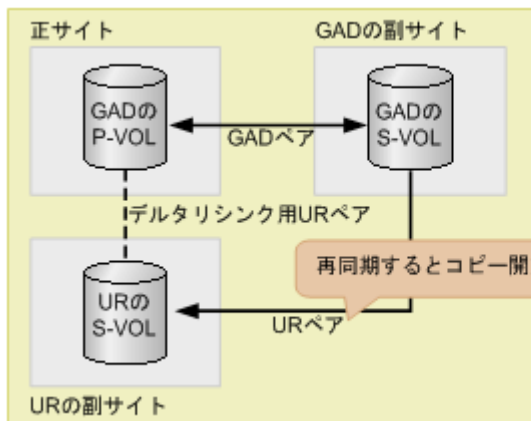 正サイト
GADの副サイト
GADの
P-VOL
GADの
S-VOL
GADペア
デルタリシンク用URペア
再同期するとコピー開
URの
S-VOL
URペア
URの副サイト